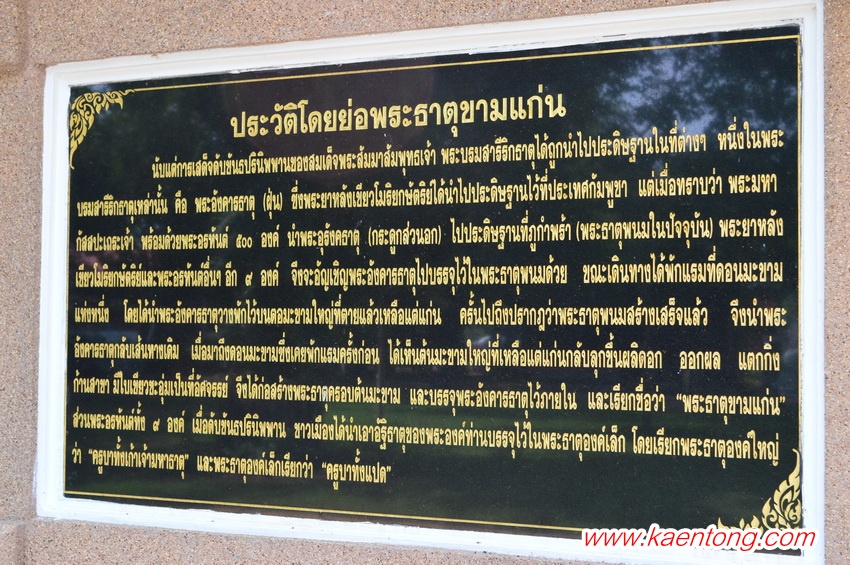 ประวัติโดยย่อพระธาตุขามแก่น
นับแต่การเสด็จดับขันธปรินิพพานของสมเด็จพระสัมมาสัมพุทธเจ้า พระบรมสารีริกธาตุได้ถูกนำไปประดิษฐานในที่ต่างๆ หนึ่งในพระ
บรมสารีริกธาตุเหล่านั้น คือ พระอังคารธาตุ (ฝุ่น) ซึ่งพระยาหลังเขียวโมริยกษัตริย์ได้นำไปประดิษฐานไว้ที่ประเทศกัมพูชา แต่เมื่อทราบว่า พระมหา
กัสสปะเถระเจ้า พร้อมด้วยพระอรหันต์ ๕๐๐ องค์ นำพระอุรังคธาตุ (กระดูกส่วนอก) ไปประดิษฐานที่ภูกำพร้า (พระธาตุพนมในปัจจุบัน) พระยาหลัง
เขียวโมริยกษัตริย์และพระอรหันต์อื่นๆ อีก ๙ องค์ จึงจะอัญเชิญพระอังคารธาตุไปบรรจุไว้ในพระธาตุพนมด้วย ขณะเดินทางได้พักแรมที่ดอนมะขาม
แห่งหนึ่ง โดยได้นำพระอังคารธาตุวางพักไว้บนตอมะขามใหญ่ที่ตายแล้วเหลือแต่แก่น ครั้นไปถึงปรากฎว่าพระธาตุพนมสร้างเสร็จแล้ว จึงนำพระ
อังคารธาตุกลับเส้นทางเดิม เมื่อมาถึงดอนมะขามซึ่งเคยพักแรมครั้งก่อน ได้เห็นต้นมะขามใหญ่ที่เหลือแต่แก่นกลับลุกขึ้นผลิดอก ออกผล แตกกิ่ง
ก้านสาขา มีใบเขียวชะอุ่มเป็นที่อัศจรรย์ จึงได้ก่อสร้างพระธาตุครอบต้นมะขาม และบรรจุพระอังคารธาตุไว้ภายใน และเรียกชื่อว่า “พระธาตุขามแก่น”
ส่วนพระอรหันต์ทั้ง ๙ องค์ เมื่อดับขันธปรินิพพาน ชาวเมืองได้นำเอาอัฐิธาตุของพระองค์ท่านบรรจุไว้ในพระธาตุองค์เล็ก โดยเรียกพระธาตุองค์ใหญ่
ว่า “ครูบาทั้งเก้าเจ้ามหาธาตุ” และพระธาตุองค์เล็กเรียกว่า “ครูบาทั้งแปด”
www.kaentong.com